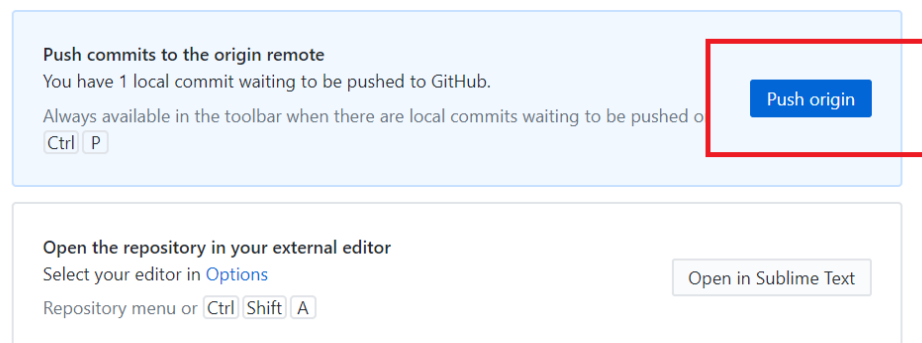 Push commits to the origin remote
You have 1 local commit waiting to be pushed to GitHub.
Push origin
Always available in the toolbar when there are local commits waiting to be pushed
Ctrl P
Open the repository in your external editor
Select your editor in Options
Open in Sublime Text
Repository menu or Ctrl Shift A